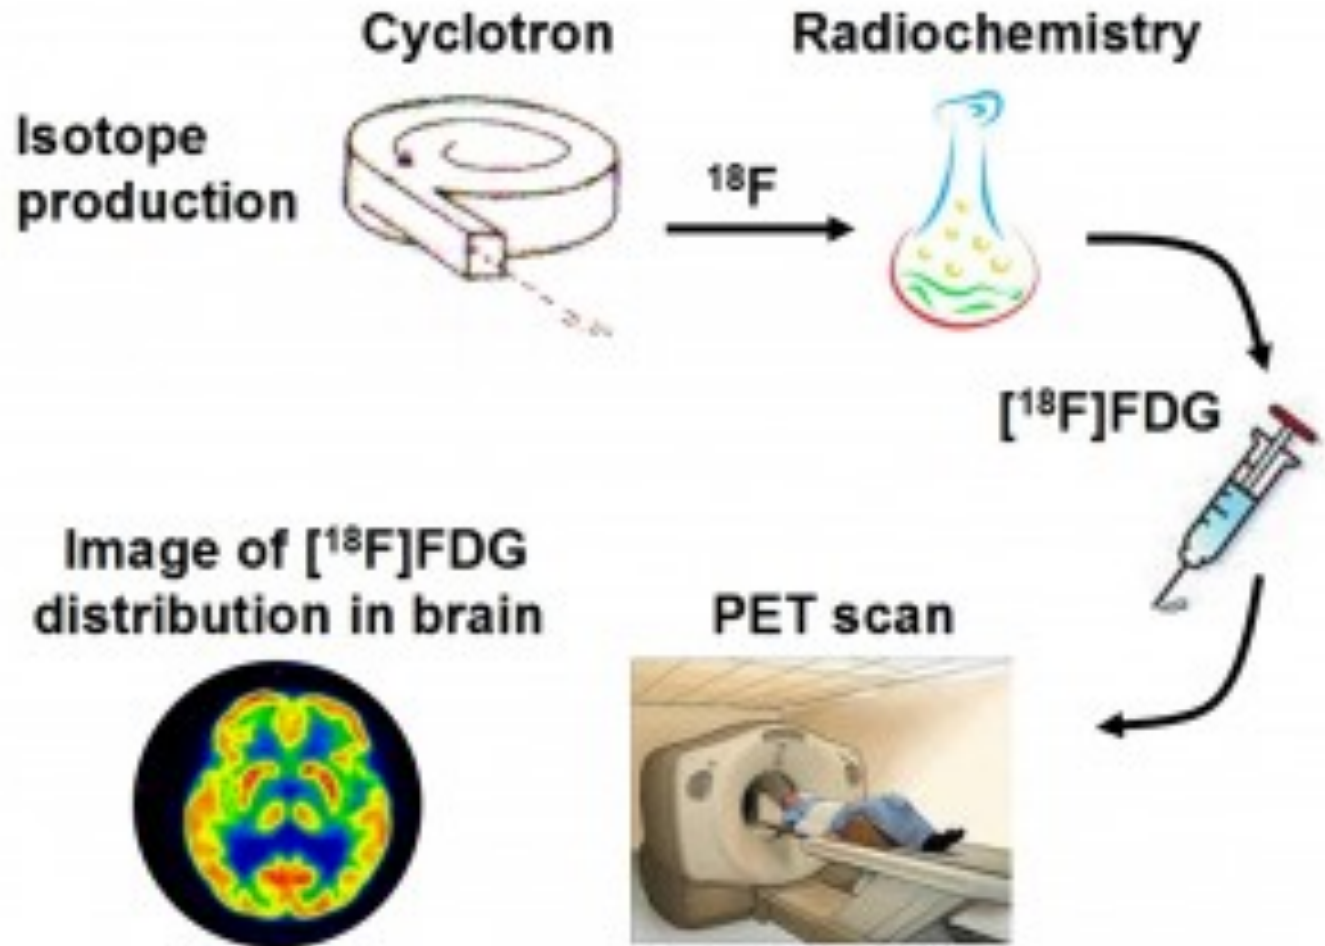 Cyclotron
Radiochemistry
Isotope
production
¹⁸F
[¹⁸F]FDG
Image of [¹⁸F]FDG
distribution in brain
PET scan